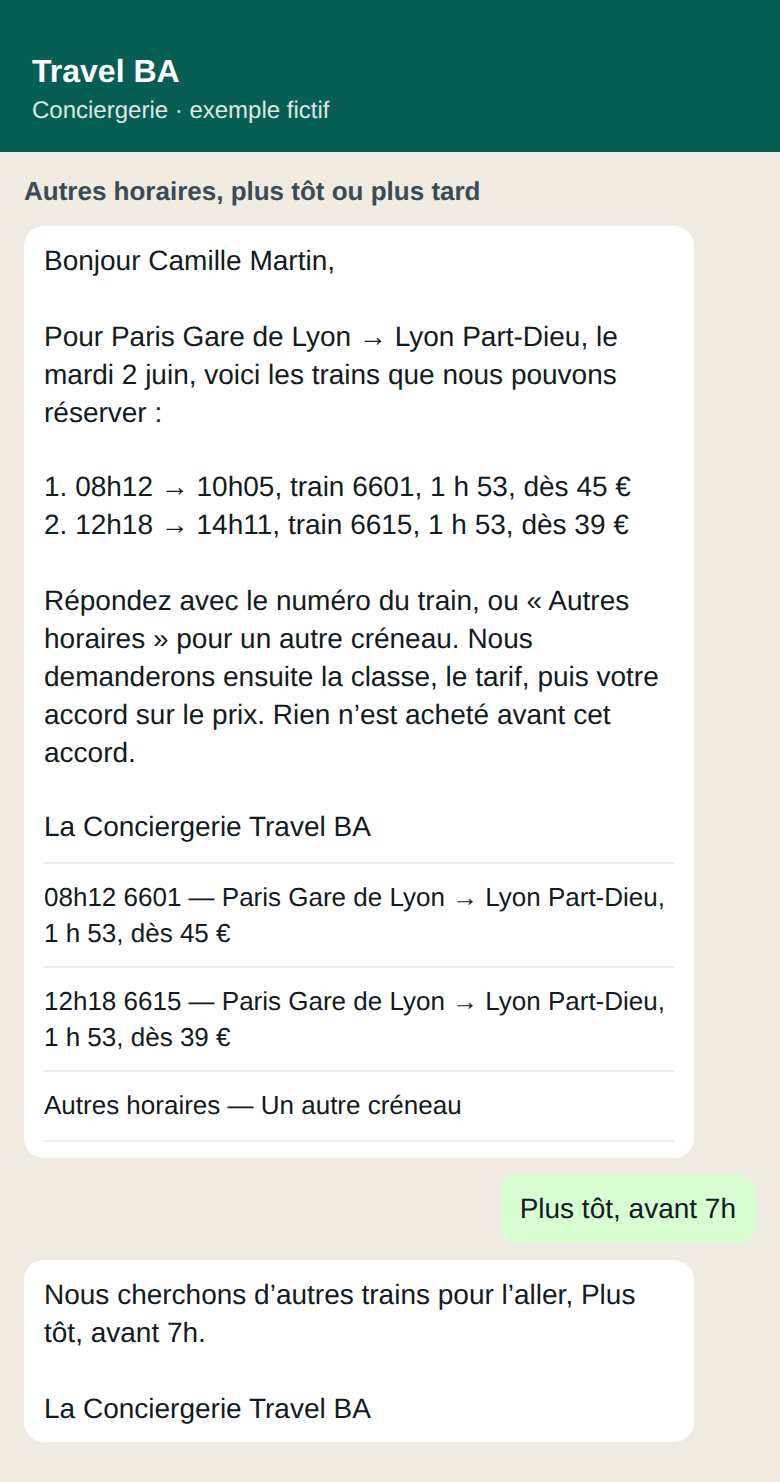 Travel BA
Conciergerie · exemple fictif
Autres horaires, plus tôt ou plus tard
Bonjour Camille Martin,
Pour Paris Gare de Lyon → Lyon Part-Dieu, le
mardi 2 juin, voici les trains que nous pouvons
réserver :
1. 08h12 → 10h05, train 6601, 1 h 53, dès 45 €
2. 12h18 → 14h11, train 6615, 1 h 53, dès 39 €
Répondez avec le numéro du train, ou « Autres
horaires » pour un autre créneau. Nous
demanderons ensuite la classe, le tarif, puis votre
accord sur le prix. Rien n’est acheté avant cet
accord.
La Conciergerie Travel BA
08h12 6601 — Paris Gare de Lyon → Lyon Part-Dieu,
1 h 53, dès 45 €
12h18 6615 — Paris Gare de Lyon → Lyon Part-Dieu,
1 h 53, dès 39 €
Autres horaires — Un autre créneau
Plus tôt, avant 7h
Nous cherchons d’autres trains pour l’aller, Plus
tôt, avant 7h.
La Conciergerie Travel BA